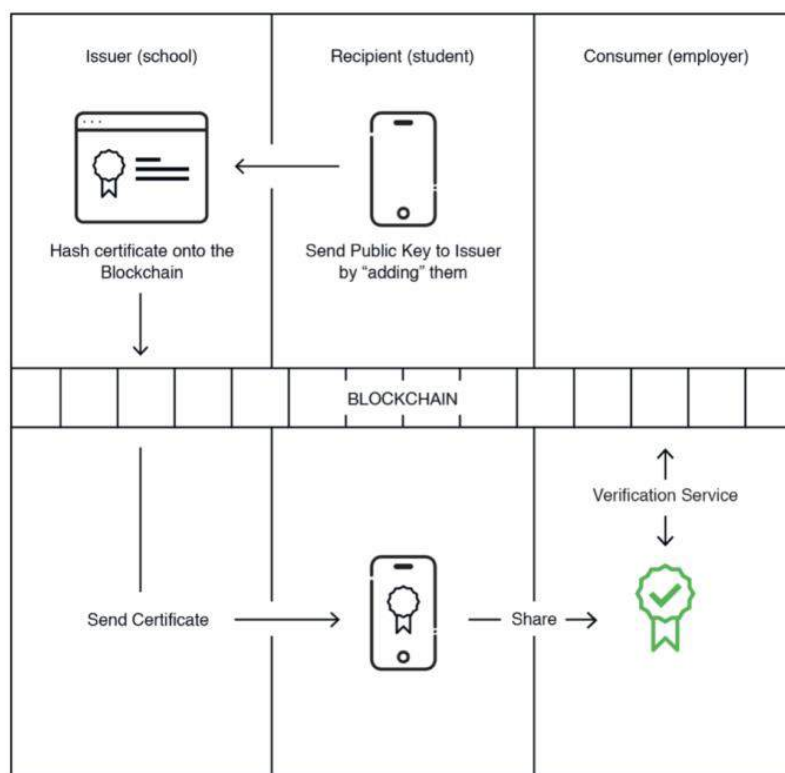 Issuer (school)
Recipient (student)
Consumer (employer)
Hash certificate onto the
Blockchain
Send Public Key to Issuer
by “adding” them
BLOCKCHAIN
Verification Service
Send Certificate
Share